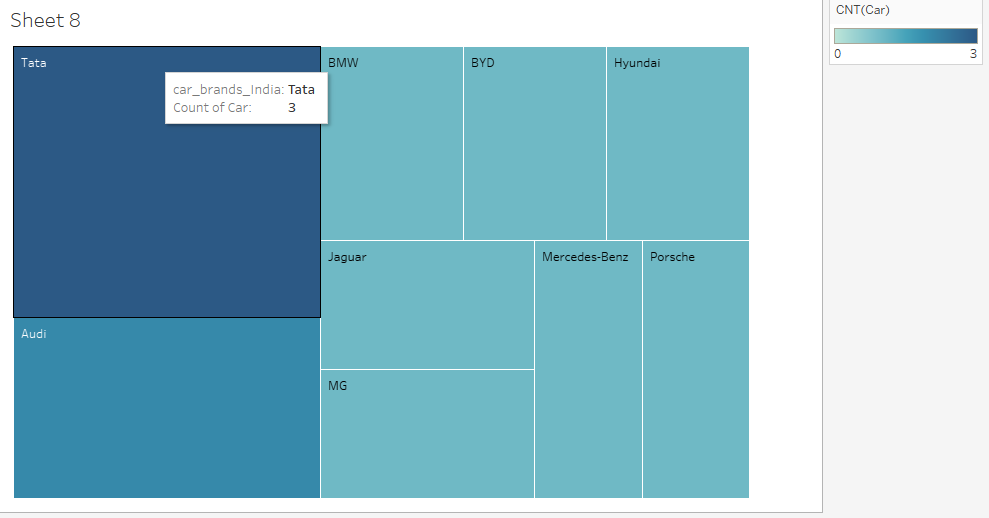 Sheet 8
CNT(Car)
0 3
Tata
BMW
BYD
Hyundai
car_brands_India: Tata
Count of Car: 3
Jaguar
Mercedes-Benz
Porsche
Audi
MG